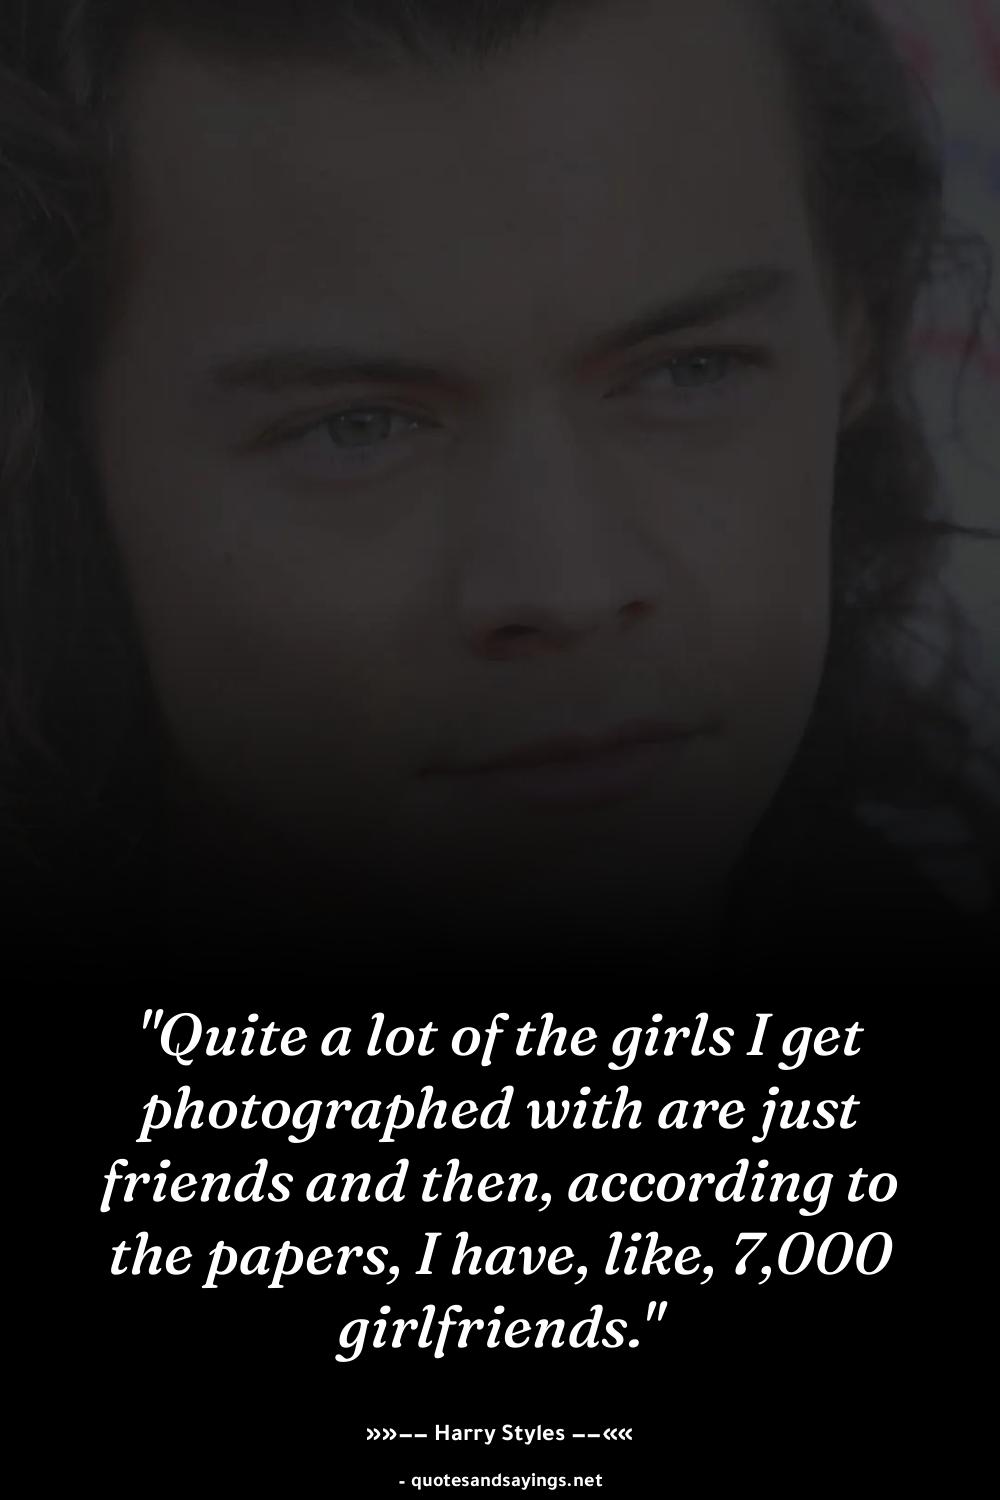 "Quite a lot of the girls I get
photographed with are just
friends and then, according to
the papers, I have, like, 7,000
girlfriends."
»»–– Harry Styles ––««
- quotesandsayings.net